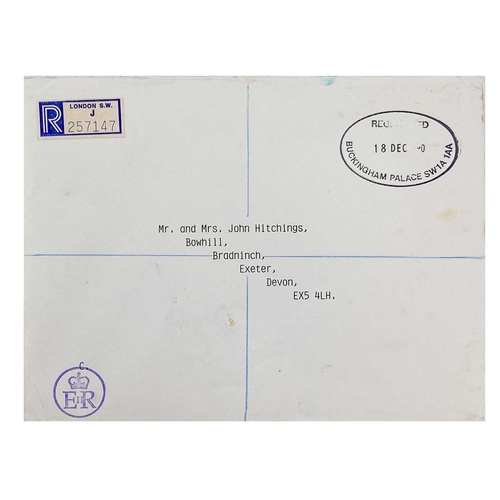 LONDON S.W.
J
R 257147
18 DEC
BUCKINGHAM PALACE SW1A 1AA
Mr. and Mrs. John Hitchings,
Bowhill,
Bradninch,
Exeter,
Devon,
EX5 4LH.
C.
EIIR